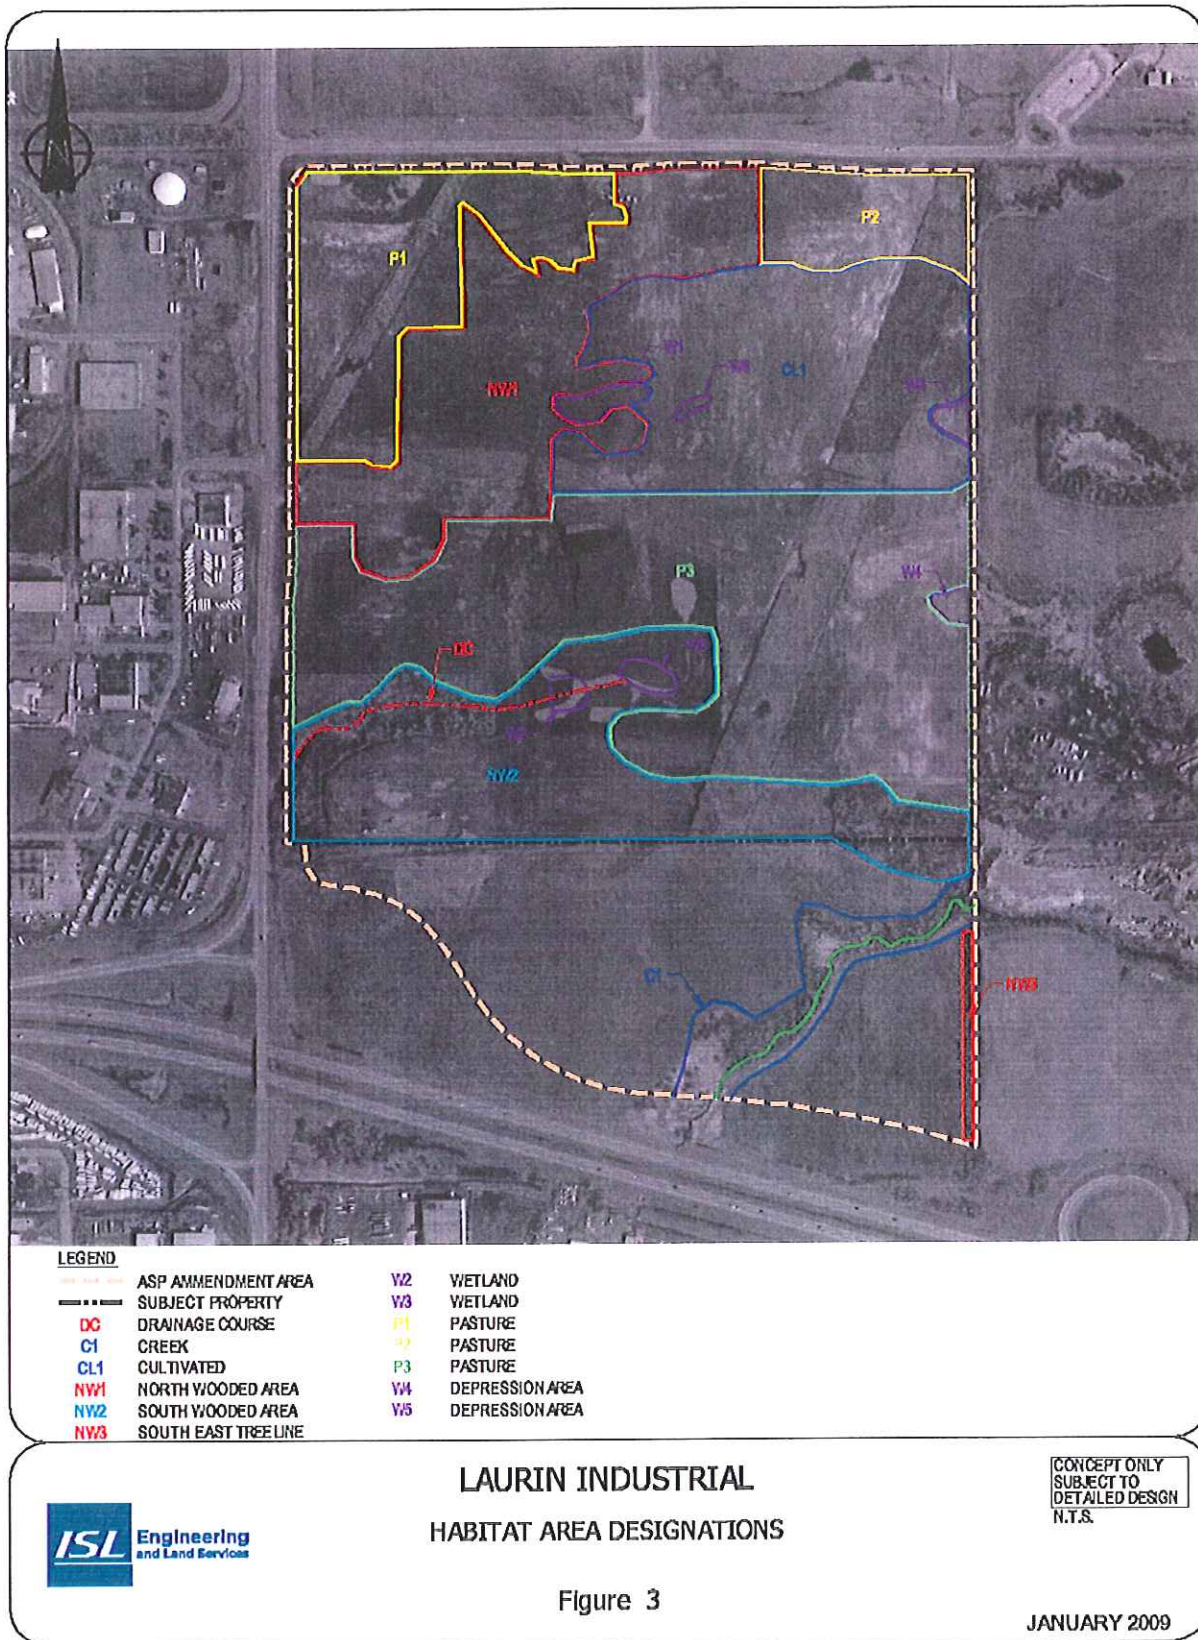 P1
P2
W1
CL1
NW1
P3
W4
DC
NW2
C1
NW3
LEGEND
ASP AMMENDMENT AREA
SUBJECT PROPERTY
DC DRAINAGE COURSE
C1 CREEK
CL1 CULTIVATED
NW1 NORTH WOODED AREA
NW2 SOUTH WOODED AREA
NW3 SOUTH EAST TREE LINE
W2 WETLAND
W3 WETLAND
P1 PASTURE
P2 PASTURE
P3 PASTURE
W4 DEPRESSION AREA
W5 DEPRESSION AREA
LAURIN INDUSTRIAL
HABITAT AREA DESIGNATIONS
Figure 3
ISL Engineering
and Land Services
CONCEPT ONLY
SUBJECT TO
DETAILED DESIGN
N.T.S.
JANUARY 2009